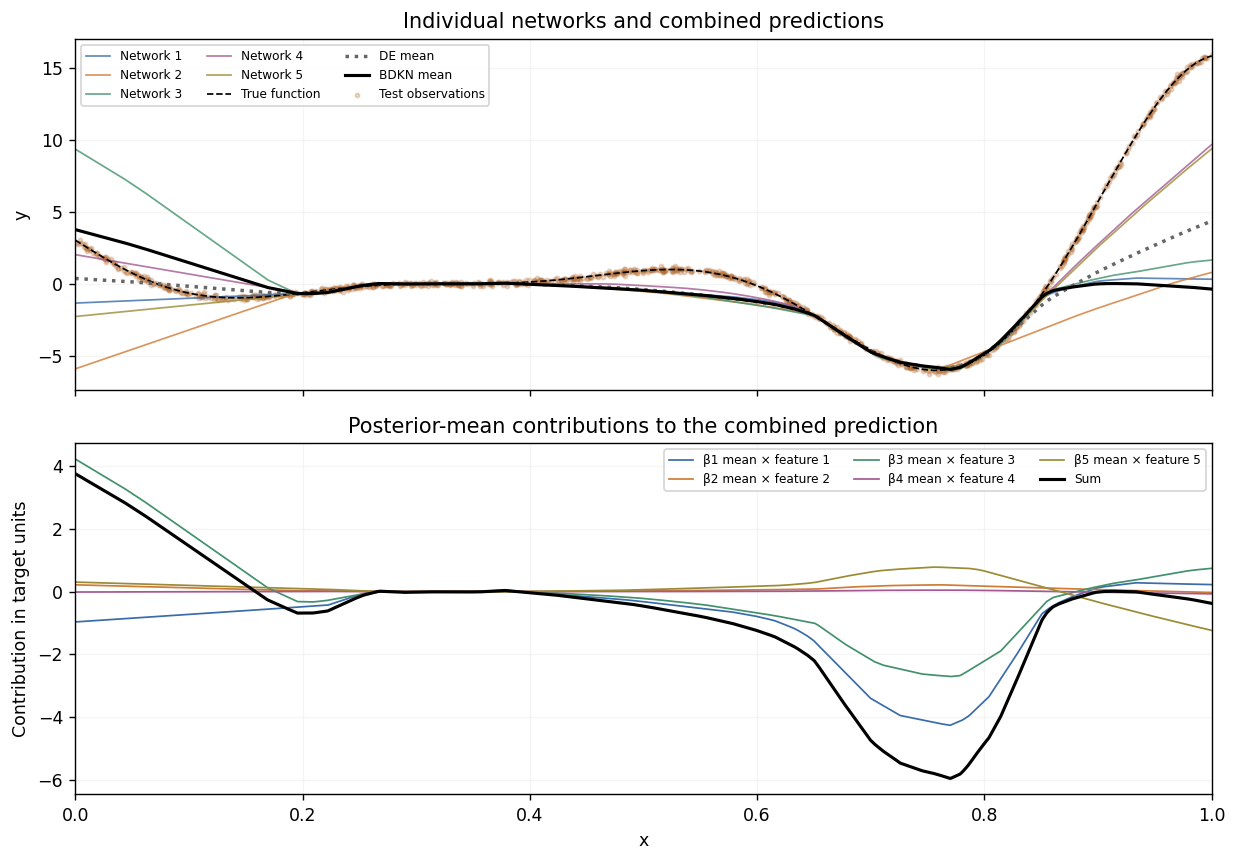 Individual networks and combined predictions
Network 1 Network 4 DE mean
Network 2 Network 5 BDKN mean
Network 3 True function Test observations
15
10
5
0
−5
y
Posterior-mean contributions to the combined prediction
β1 mean × feature 1 β3 mean × feature 3 β5 mean × feature 5
β2 mean × feature 2 β4 mean × feature 4 Sum
4
2
0
−2
−4
−6
Contribution in target units
0.0 0.2 0.4 0.6 0.8 1.0
x